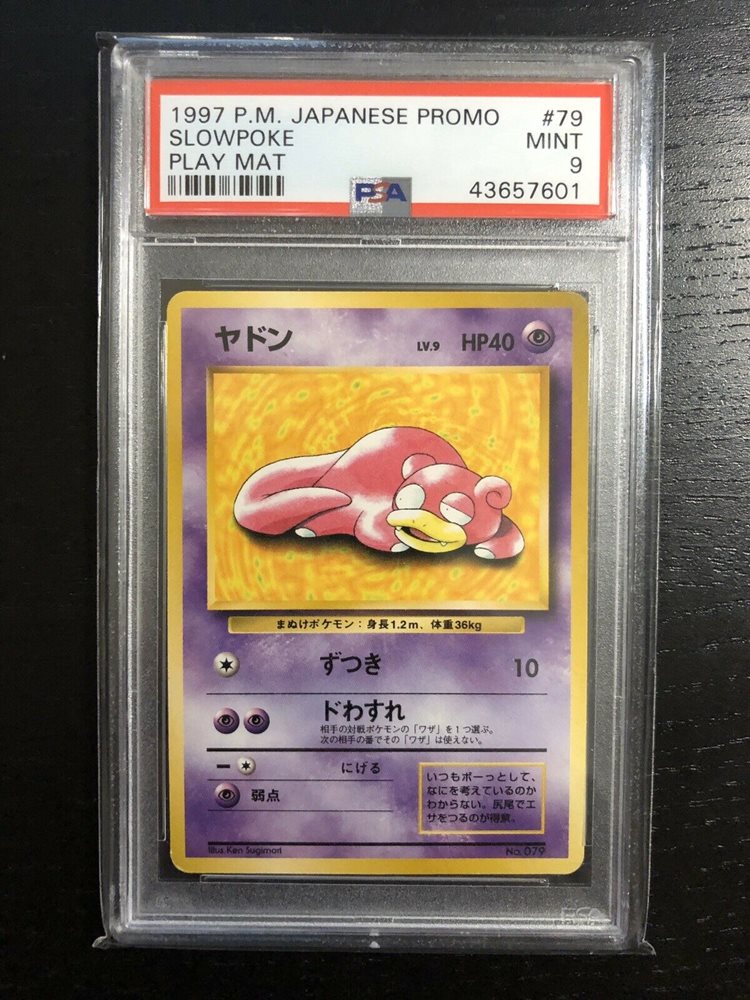 1997 P.M. JAPANESE PROMO #79
SLOWPOKE MINT
PLAY MAT 9
PSA 43657601
ヤドン LV.9 HP40
まぬけポケモン：身長1.2m、体重36kg
ずつき 10
ドわすれ
相手の対戦ポケモンの「ワザ」を1つ選ぶ。
次の相手の番でその「ワザ」は使えない。
ー にげる
弱点
いつもボーっとして、
なにを考えているのか
わからない。尻尾でエ
サをつるのが得意。
Illus. Ken Sugimori No. 079